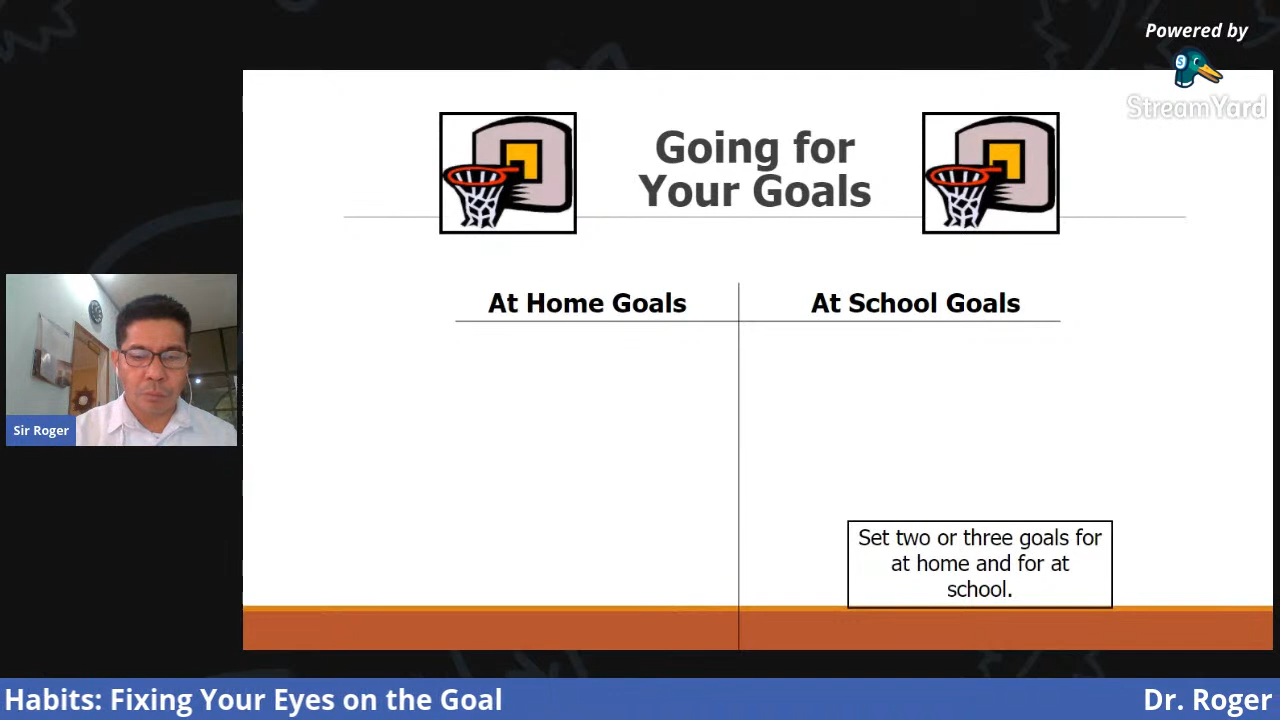 Powered by
StreamYard
Going for
Your Goals
At Home Goals
At School Goals
Set two or three goals for
at home and for at
school.
Sir Roger
Habits: Fixing Your Eyes on the Goal
Dr. Roger